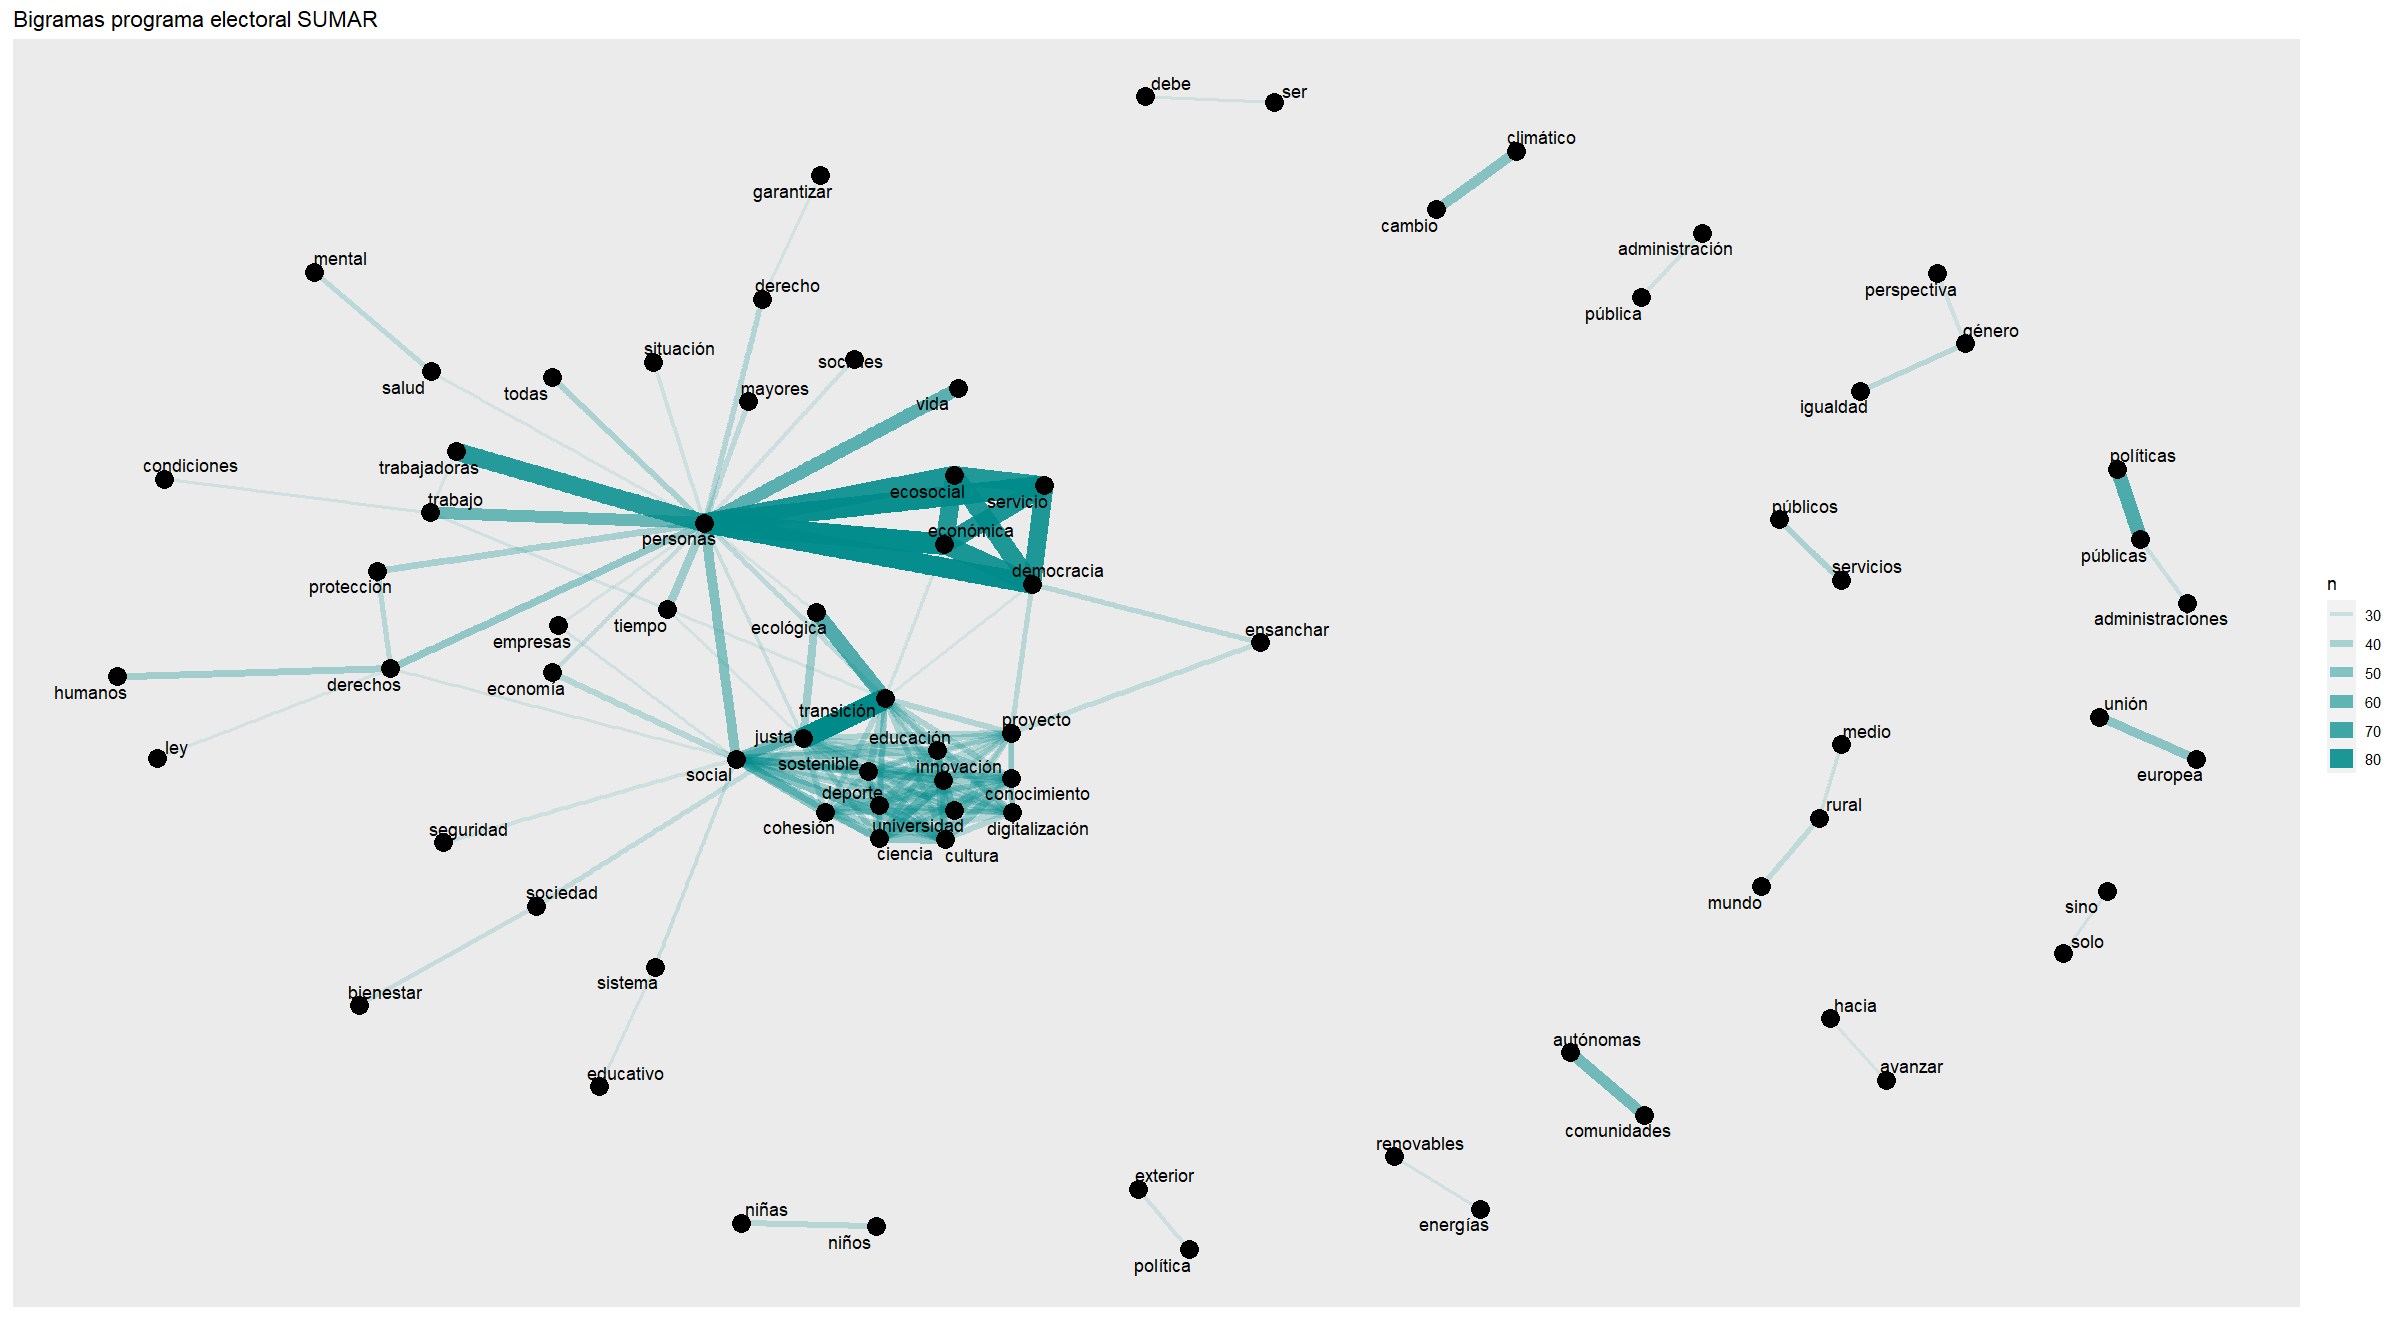 Bigramas programa electoral SUMAR
debe
ser
climático
garantizar
cambio
administración
mental
derecho
perspectiva
pública
género
situación
sociales
salud
todas
mayores
vida
igualdad
condiciones
trabajadoras
políticas
trabajo
ecosocial
servicio
públicos
personas
económica
públicas
servicios
democracia
protección
n
30
40
50
60
70
80
empresas
tiempo
ecológica
ensanchar
administraciones
humanos
derechos
economía
transición
proyecto
unión
ley
justa
educación
medio
social
sostenible
innovación
europea
deporte
conocimiento
rural
seguridad
cohesión
universidad
digitalización
ciencia
cultura
sociedad
mundo
sino
solo
bienestar
sistema
hacia
educativo
autónomas
avanzar
comunidades
renovables
exterior
niñas
energías
niños
política